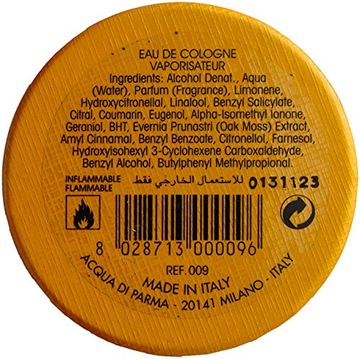 EAU DE COLOGNE
VAPORISATEUR
Ingredients: Alcohol Denat., Aqua
(Water), Parfum (Fragrance), Limonene,
Hydroxycitronellal, Linalool, Benzyl Salicylate,
Citral, Coumarin, Eugenol, Alpha-Isomethyl Ionone,
Geraniol, BHT, Evernia Prunastri (Oak Moss) Extract,
Amyl Cinnamal, Benzyl Benzoate, Citronellol, Farnesol,
Hydroxyisohexyl 3-Cyclohexene Carboxaldehyde,
Benzyl Alcohol, Butylphenyl Methylpropional.
INFLAMMABLE
FLAMMABLE
للاستعمال الخارجي فقط
0131123
8 028713 000096
REF. 009
MADE IN ITALY
ACQUA DI PARMA - 20141 MILANO - ITALY